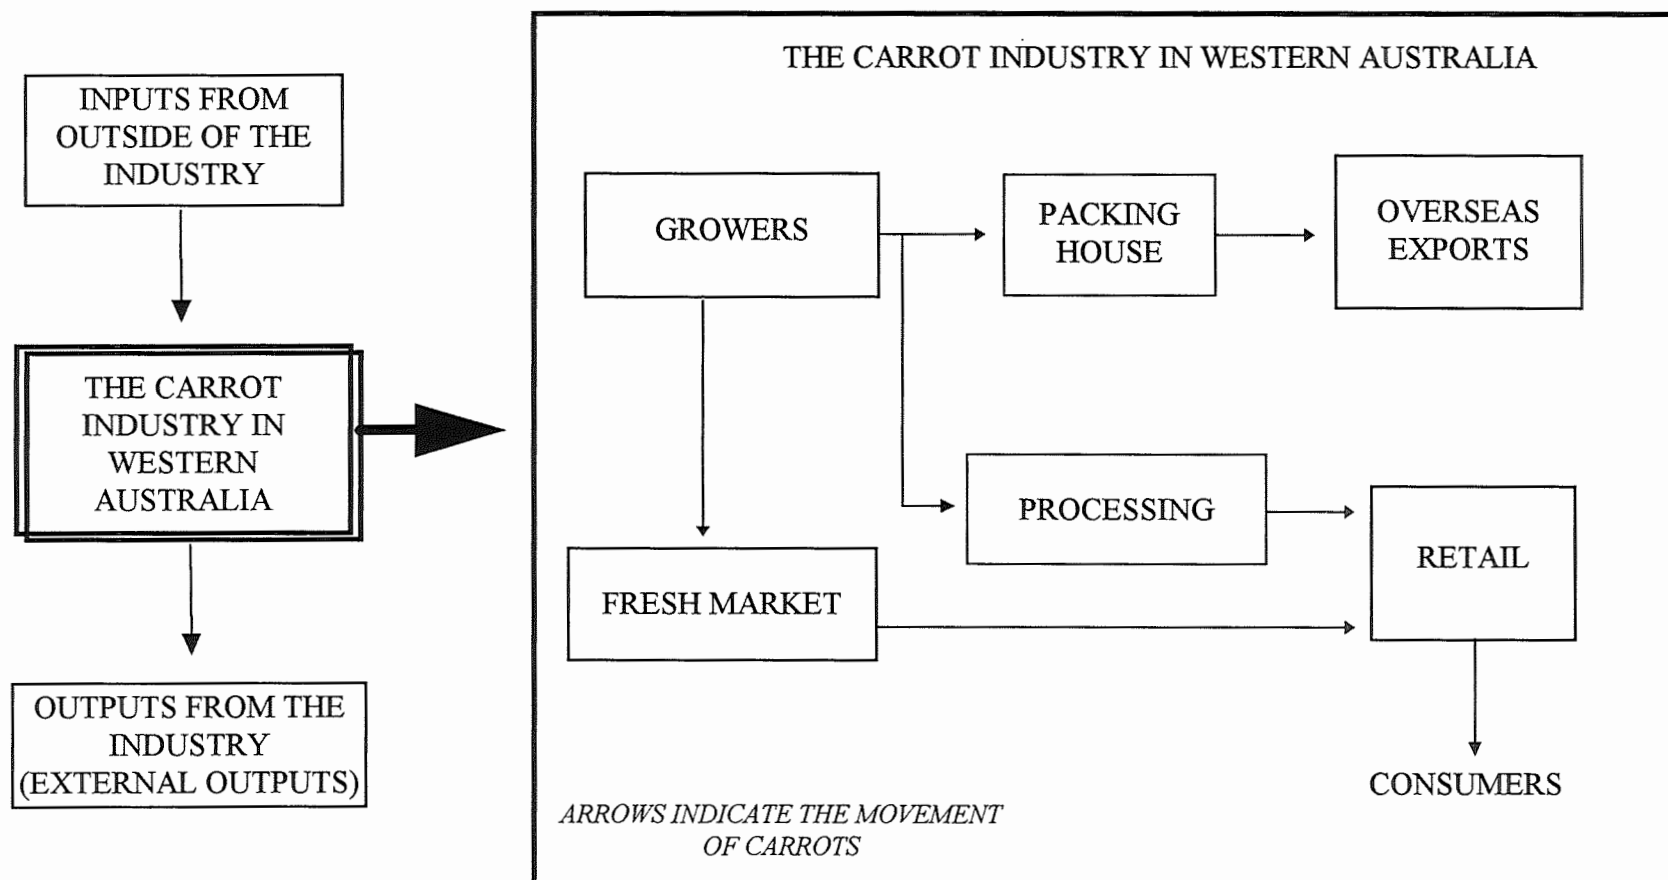 INPUTS FROM
OUTSIDE OF THE
INDUSTRY
THE CARROT
INDUSTRY IN
WESTERN
AUSTRALIA
OUTPUTS FROM THE
INDUSTRY
(EXTERNAL OUTPUTS)
THE CARROT INDUSTRY IN WESTERN AUSTRALIA
GROWERS
PACKING
HOUSE
OVERSEAS
EXPORTS
PROCESSING
RETAIL
FRESH MARKET
CONSUMERS
ARROWS INDICATE THE MOVEMENT
OF CARROTS